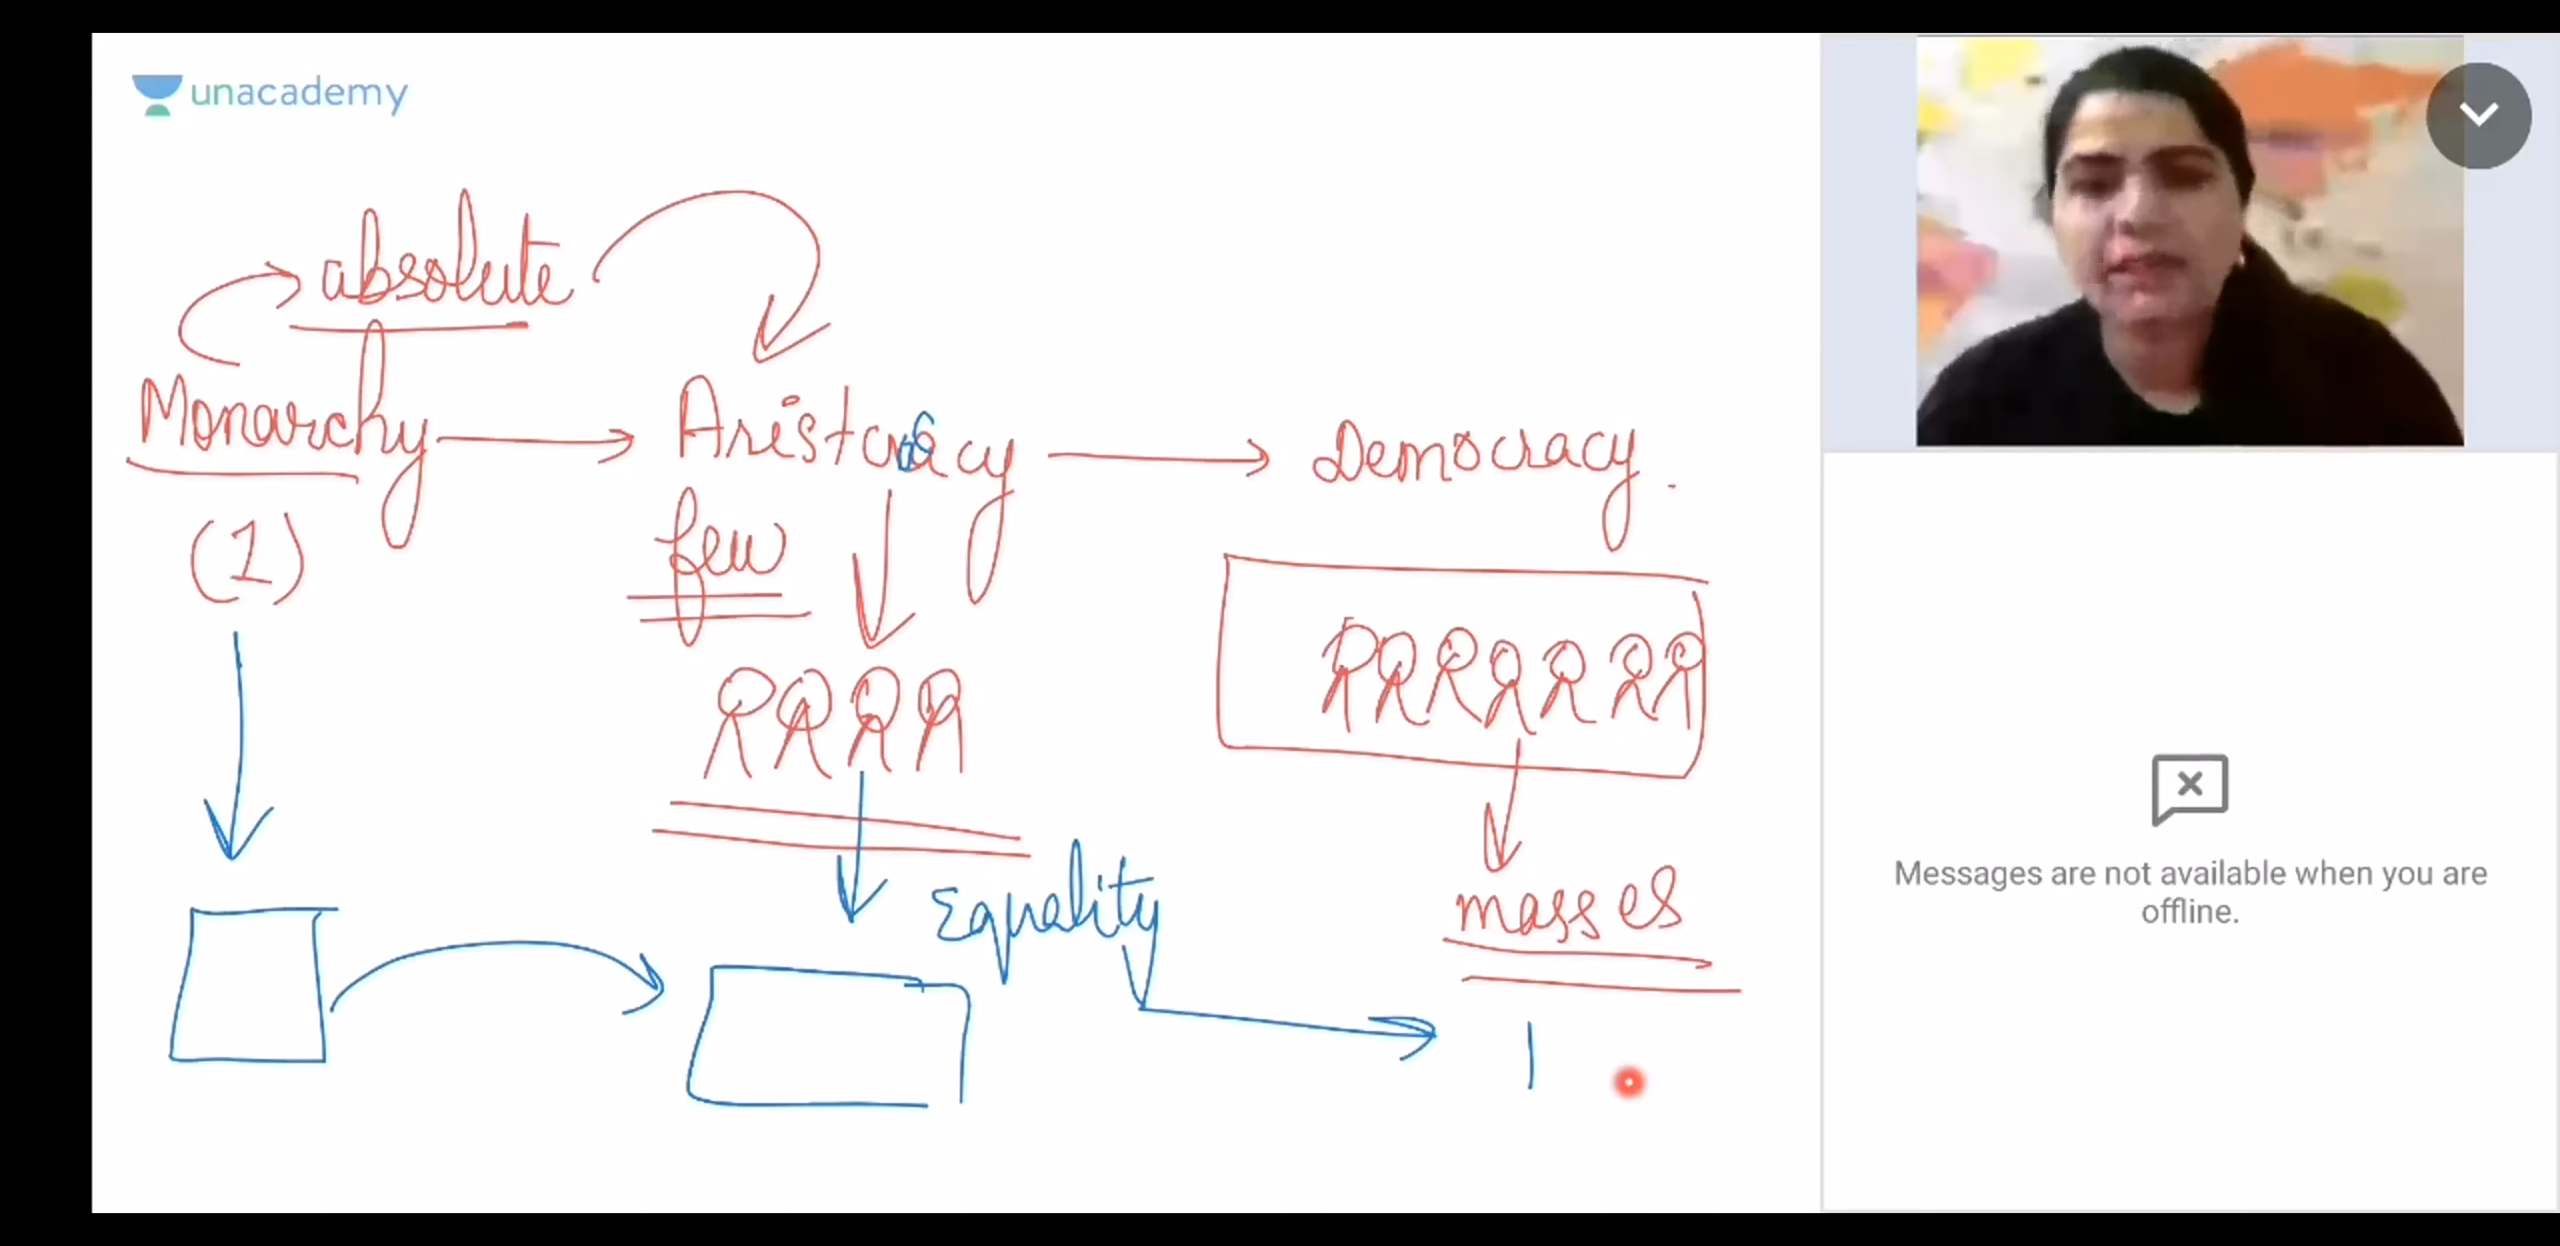 unacademy
absolute
Monarchy
Aristocracy
Democracy.
(1)
few
Equality
masses
Messages are not available when you are
offline.